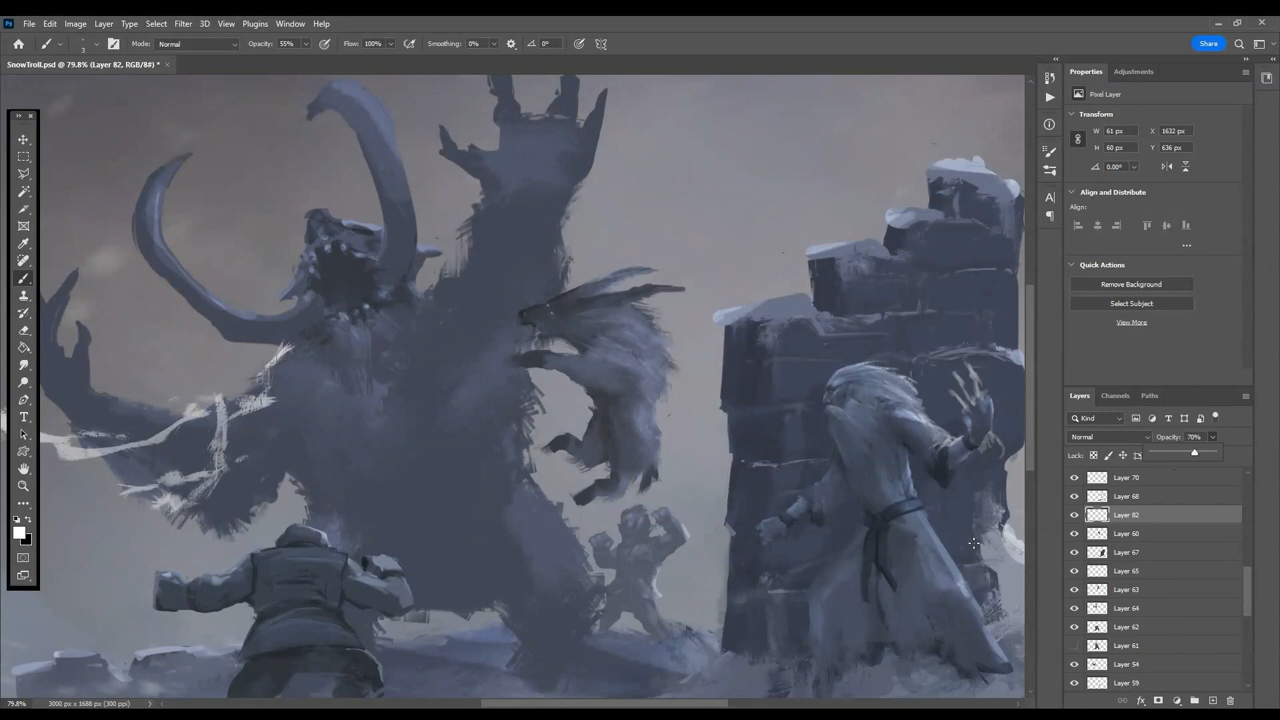 Ps File Edit Image Layer Type Select Filter 3D View Plugins Window Help
3 Mode: Normal Opacity: 55% Flow: 100% Smoothing: 0% 0° Share
SnowTroll.psd @ 79.8% (Layer 82, RGB/8#) * ×
Properties Adjustments
Pixel Layer
Transform
W 61 px X 1632 px
H 60 px Y 636 px
0.00°
Align and Distribute
Align:
Quick Actions
Remove Background
Select Subject
View More
Layers Channels Paths
Kind
Normal Opacity: 70%
Lock:
Layer 70
Layer 68
Layer 82
Layer 60
Layer 67
Layer 65
Layer 63
Layer 64
Layer 62
Layer 61
Layer 54
Layer 59
79.8% 3000 px x 1688 px (300 ppi)